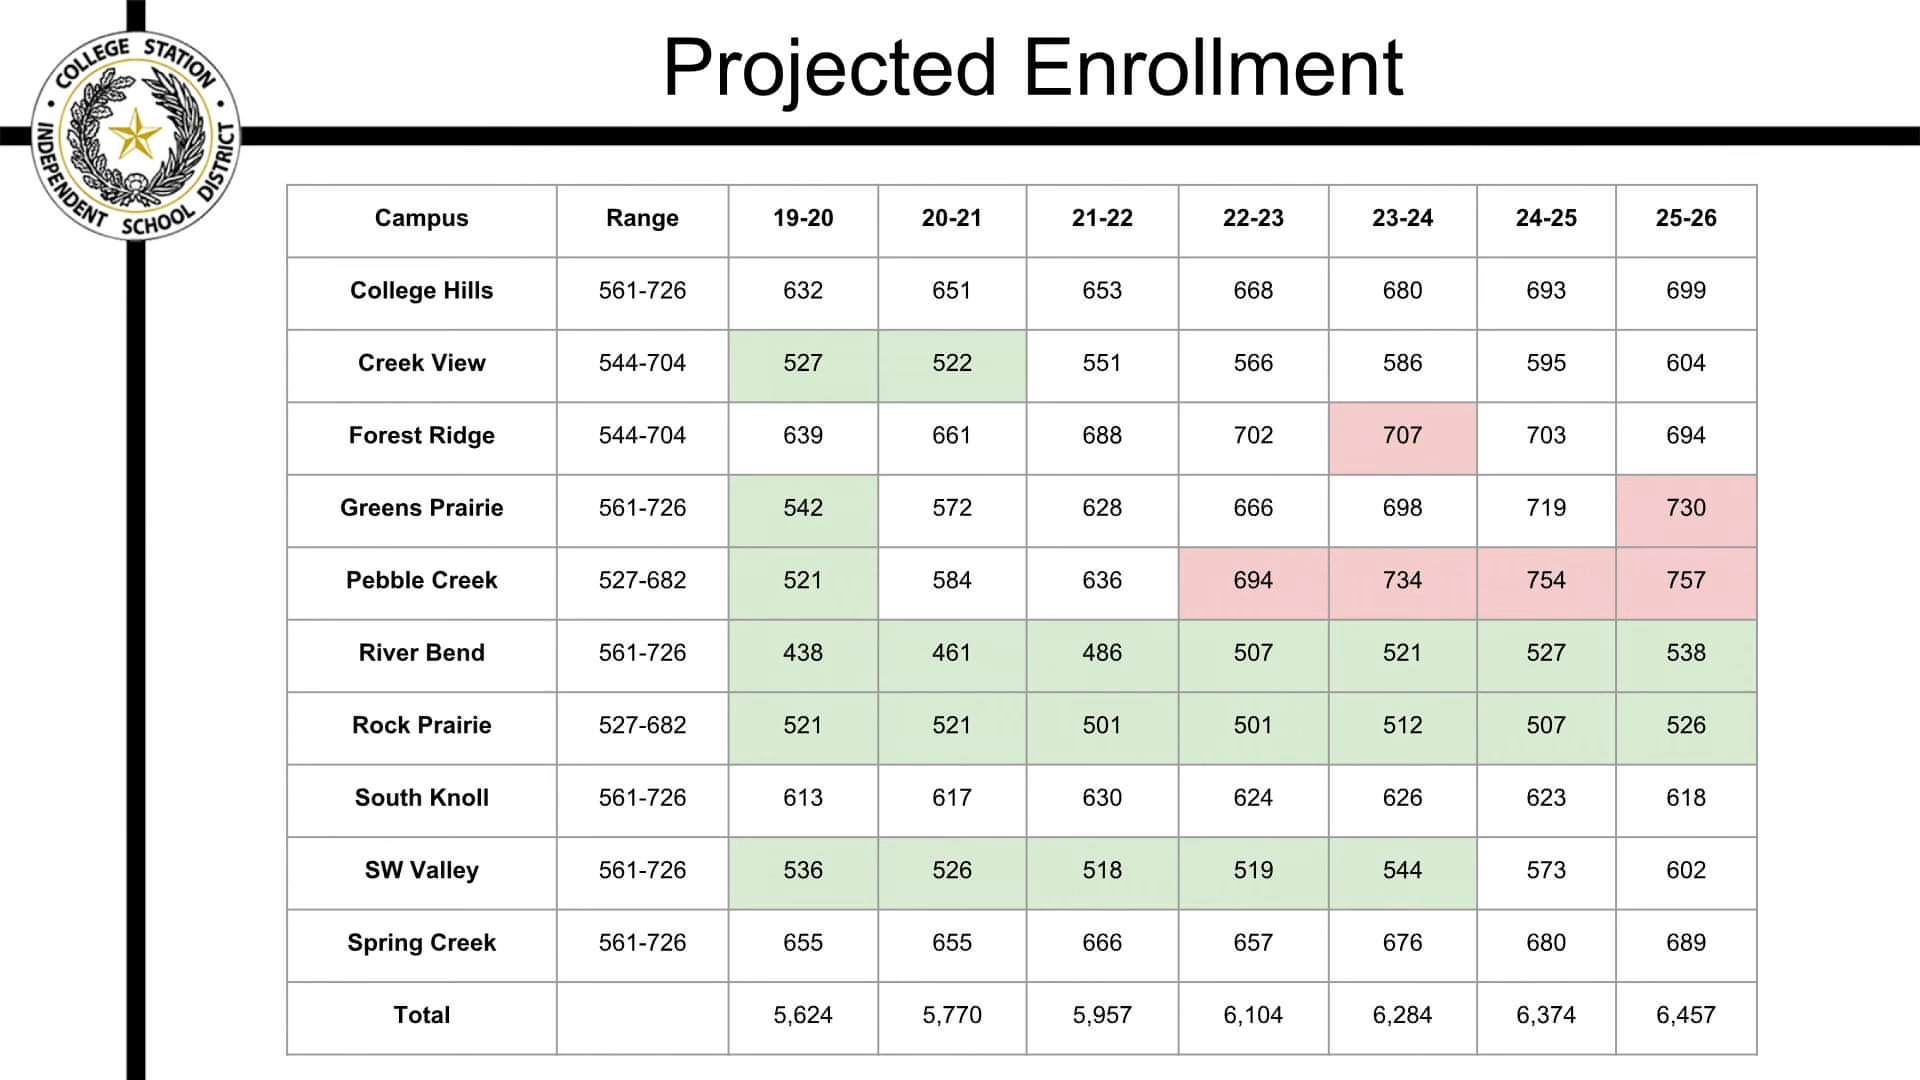 Projected Enrollment
COLLEGE STATION
INDEPENDENT SCHOOL DISTRICT
Campus Range 19-20 20-21 21-22 22-23 23-24 24-25 25-26
College Hills 561-726 632 651 653 668 680 693 699
Creek View 544-704 527 522 551 566 586 595 604
Forest Ridge 544-704 639 661 688 702 707 703 694
Greens Prairie 561-726 542 572 628 666 698 719 730
Pebble Creek 527-682 521 584 636 694 734 754 757
River Bend 561-726 438 461 486 507 521 527 538
Rock Prairie 527-682 521 521 501 501 512 507 526
South Knoll 561-726 613 617 630 624 626 623 618
SW Valley 561-726 536 526 518 519 544 573 602
Spring Creek 561-726 655 655 666 657 676 680 689
Total 5,624 5,770 5,957 6,104 6,284 6,374 6,457